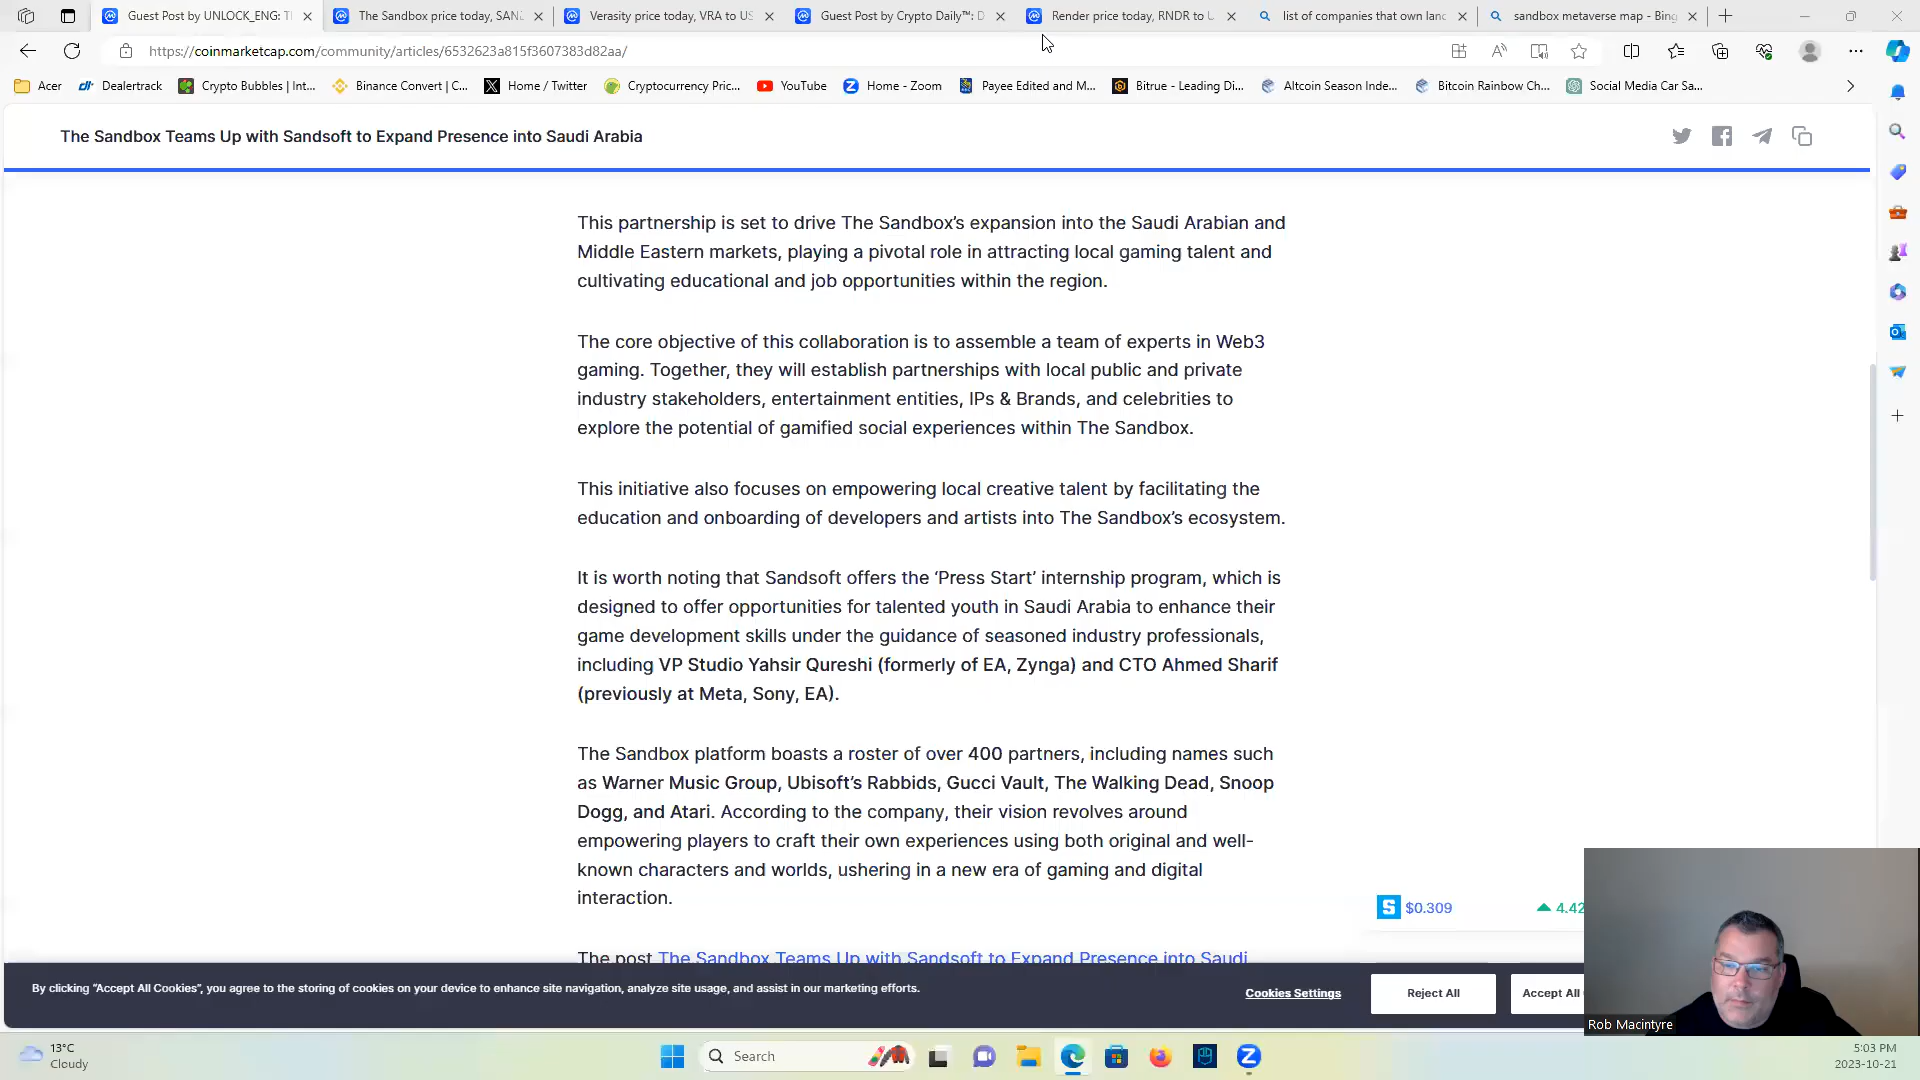 Guest Post by UNLOCK_ENG: T
The Sandbox price today, SAN
Verasity price today, VRA to US
Guest Post by Crypto Daily™: D
Render price today, RNDR to U
list of companies that own lan
sandbox metaverse map - Bing
https://coinmarketcap.com/community/articles/6532623a815f3607383d82aa/
Acer
Dealertrack
Crypto Bubbles | Int...
Binance Convert | C...
Home / Twitter
Cryptocurrency Pric...
YouTube
Home - Zoom
Payee Edited and M...
Bitrue - Leading Di...
Altcoin Season Inde...
Bitcoin Rainbow Ch...
Social Media Car Sa...
The Sandbox Teams Up with Sandsoft to Expand Presence into Saudi Arabia
This partnership is set to drive The Sandbox's expansion into the Saudi Arabian and
Middle Eastern markets, playing a pivotal role in attracting local gaming talent and
cultivating educational and job opportunities within the region.
The core objective of this collaboration is to assemble a team of experts in Web3
gaming. Together, they will establish partnerships with local public and private
industry stakeholders, entertainment entities, IPs & Brands, and celebrities to
explore the potential of gamified social experiences within The Sandbox.
This initiative also focuses on empowering local creative talent by facilitating the
education and onboarding of developers and artists into The Sandbox's ecosystem.
It is worth noting that Sandsoft offers the 'Press Start' internship program, which is
designed to offer opportunities for talented youth in Saudi Arabia to enhance their
game development skills under the guidance of seasoned industry professionals,
including VP Studio Yahsir Qureshi (formerly of EA, Zynga) and CTO Ahmed Sharif
(previously at Meta, Sony, EA).
The Sandbox platform boasts a roster of over 400 partners, including names such
as Warner Music Group, Ubisoft's Rabbids, Gucci Vault, The Walking Dead, Snoop
Dogg, and Atari. According to the company, their vision revolves around
empowering players to craft their own experiences using both original and well-
known characters and worlds, ushering in a new era of gaming and digital
interaction.
$0.309
4.42
The post The Sandbox Teams Up with Sandsoft to Expand Presence into Saudi
By clicking "Accept All Cookies", you agree to the storing of cookies on your device to enhance site navigation, analyze site usage, and assist in our marketing efforts.
Cookies Settings
Reject All
Accept All
Rob Macintyre
13°C
Cloudy
Search
5:03 PM
2023-10-21